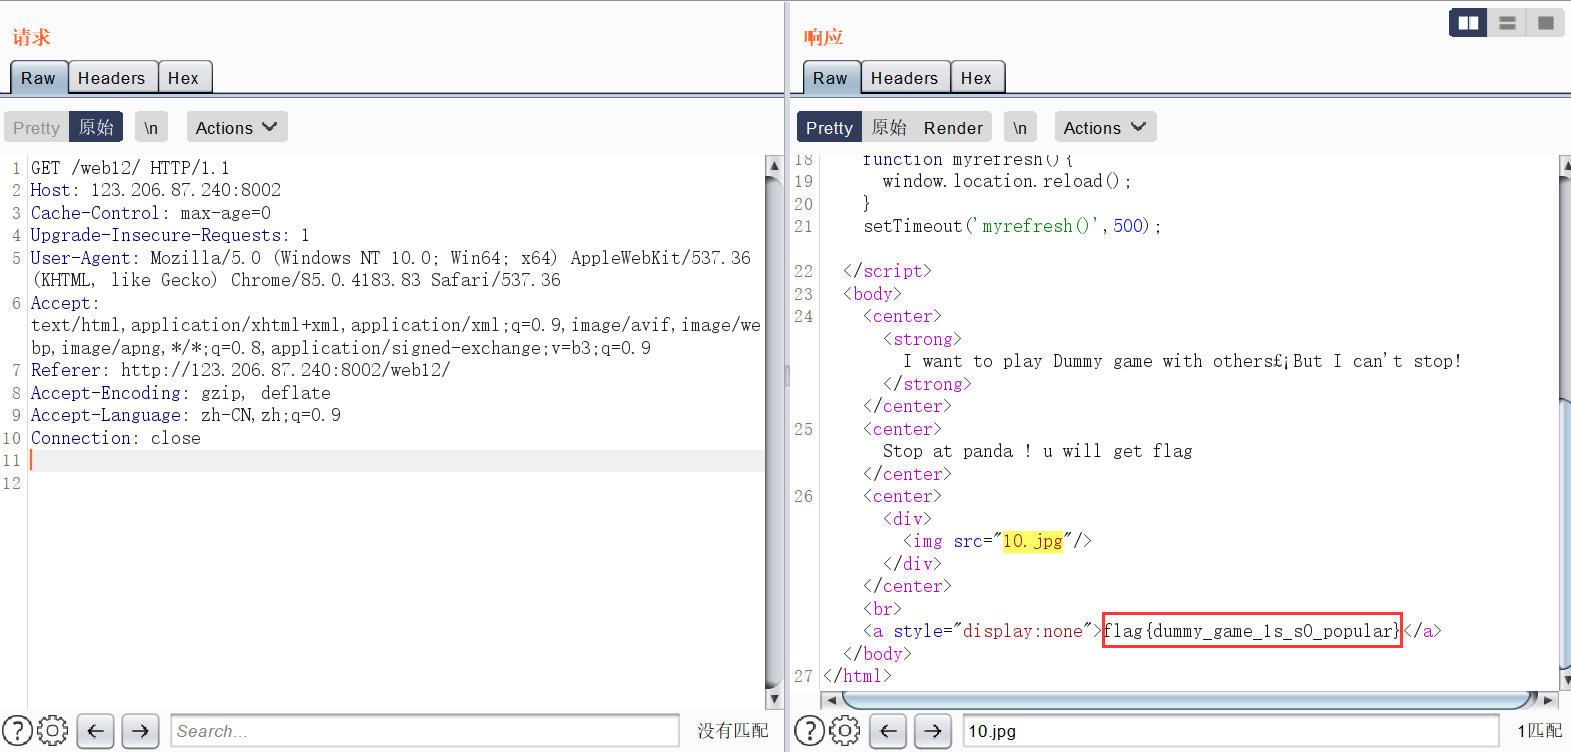 请求
Raw Headers Hex
Pretty 原始 \n Actions
1 GET /web12/ HTTP/1.1
2 Host: 123.206.87.240:8002
3 Cache-Control: max-age=0
4 Upgrade-Insecure-Requests: 1
5 User-Agent: Mozilla/5.0 (Windows NT 10.0; Win64; x64) AppleWebKit/537.36
(KHTML, like Gecko) Chrome/85.0.4183.83 Safari/537.36
6 Accept:
text/html,application/xhtml+xml,application/xml;q=0.9,image/avif,image/we
bp,image/apng,*/*;q=0.8,application/signed-exchange;v=b3;q=0.9
7 Referer: http://123.206.87.240:8002/web12/
8 Accept-Encoding: gzip, deflate
9 Accept-Language: zh-CN,zh;q=0.9
10 Connection: close
11
12
? Search... 没有匹配
响应
Raw Headers Hex
Pretty 原始 Render \n Actions
18 function myrefresh(){
19 window.location.reload();
20 }
21 setTimeout('myrefresh()',500);
22 </script>
23 <body>
24 <center>
<strong>
I want to play Dummy game with others£¡But I can't stop!
</strong>
</center>
25 <center>
Stop at panda ! u will get flag
</center>
26 <center>
<div>
<img src="10.jpg"/>
</div>
</center>
<br>
<a style="display:none">flag{dummy_game_1s_s0_popular}</a>
</body>
27 </html>
? 10.jpg 1匹配